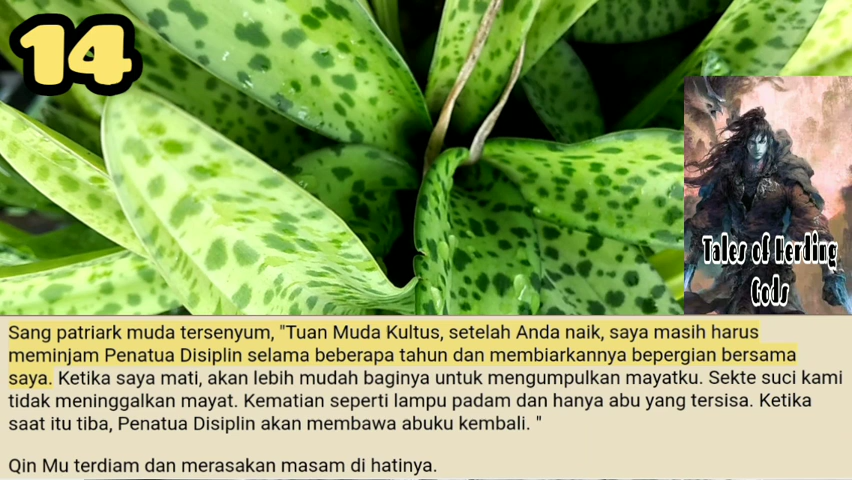 14
Tales of Herding
Gods
Sang patriark muda tersenyum, "Tuan Muda Kultus, setelah Anda naik, saya masih harus
meminjam Penatua Disiplin selama beberapa tahun dan membiarkannya bepergian bersama
saya. Ketika saya mati, akan lebih mudah baginya untuk mengumpulkan mayatku. Sekte suci kami
tidak meninggalkan mayat. Kematian seperti lampu padam dan hanya abu yang tersisa. Ketika
saat itu tiba, Penatua Disiplin akan membawa abuku kembali. "
Qin Mu terdiam dan merasakan masam di hatinya.